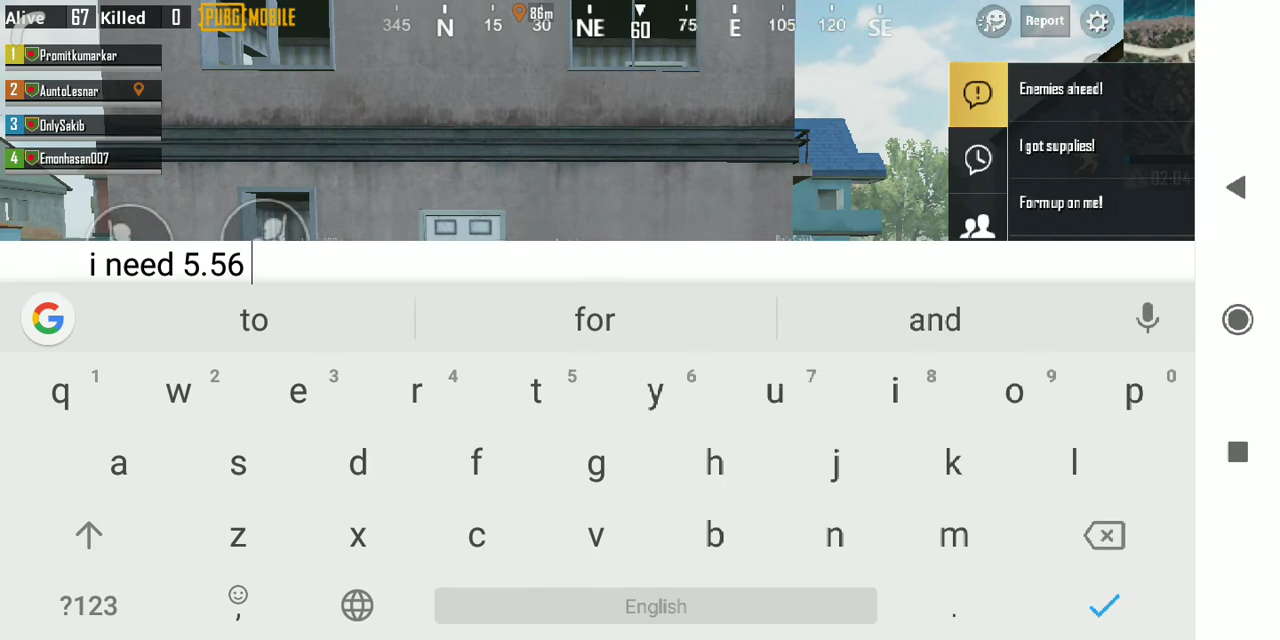 Alive 67 Killed 0 PUBG MOBILE
345 N 15 86m 30 NE 60 75 E 105 120 SE
Report
1 Promitkumarkar
2 AuntoLesnar
3 OnlySakib
4 Emonhasan007
Enemies ahead!
I got supplies!
02:04
Form up on me!
i need 5.56
to for and
q 1 w 2 e 3 r 4 t 5 y 6 u 7 i 8 o 9 p 0
a s d f g h j k l
z x c v b n m
?123 , English .